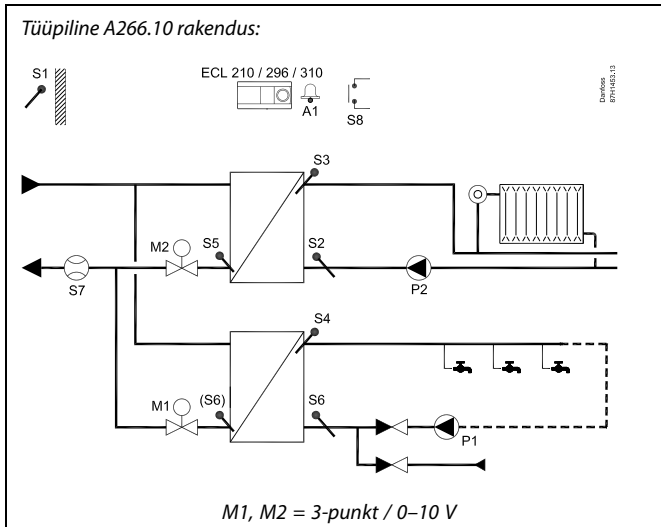 Tüüpiline A266.10 rakendus:
S1
ECL 210 / 296 / 310
A1
S8
Danfoss
87H1453.13
S3
M2
S5
S2
S7
P2
S4
M1
(S6)
S6
P1
M1, M2 = 3-punkt / 0–10 V